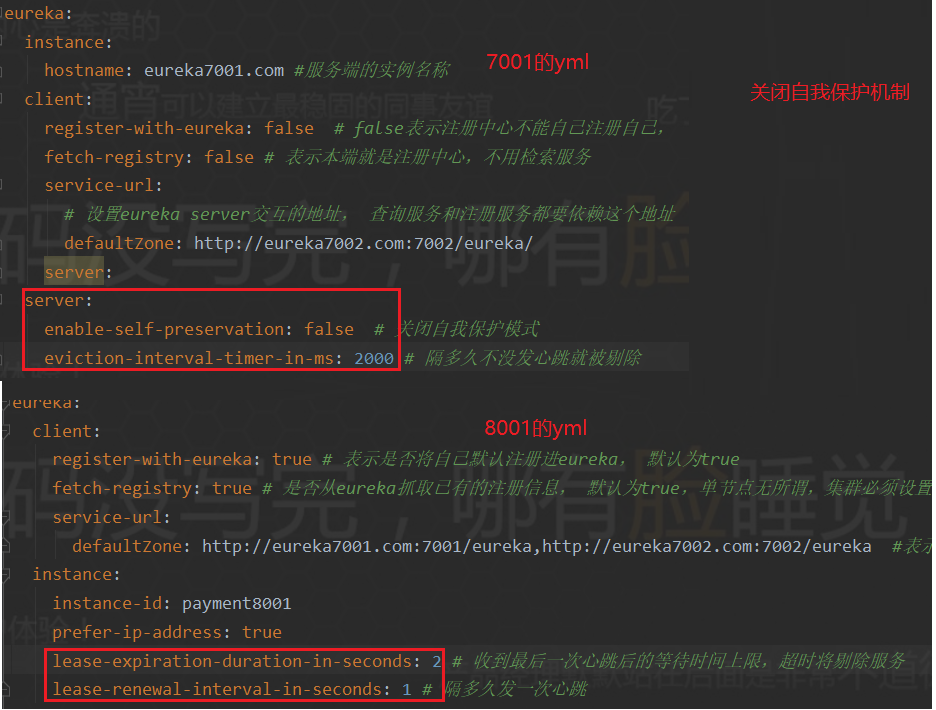 eureka:
instance:
hostname: eureka7001.com #服务端的实例名称
7001的yml
关闭自我保护机制
client:
register-with-eureka: false # false表示注册中心不能自己注册自己,
fetch-registry: false # 表示本端就是注册中心，不用检索服务
service-url:
# 设置eureka server交互的地址， 查询服务和注册服务都要依赖这个地址
defaultZone: http://eureka7002.com:7002/eureka/
server:
server:
enable-self-preservation: false # 关闭自我保护模式
eviction-interval-timer-in-ms: 2000 # 隔多久不没发心跳就被剔除
eureka:
8001的yml
client:
register-with-eureka: true # 表示是否将自己默认注册进eureka， 默认为true
fetch-registry: true # 是否从eureka抓取已有的注册信息， 默认为true，单节点无所谓，集群必须设置
service-url:
defaultZone: http://eureka7001.com:7001/eureka,http://eureka7002.com:7002/eureka #表示
instance:
instance-id: payment8001
prefer-ip-address: true
lease-expiration-duration-in-seconds: 2 # 收到最后一次心跳后的等待时间上限，超时将剔除服务
lease-renewal-interval-in-seconds: 1 # 隔多久发一次心跳